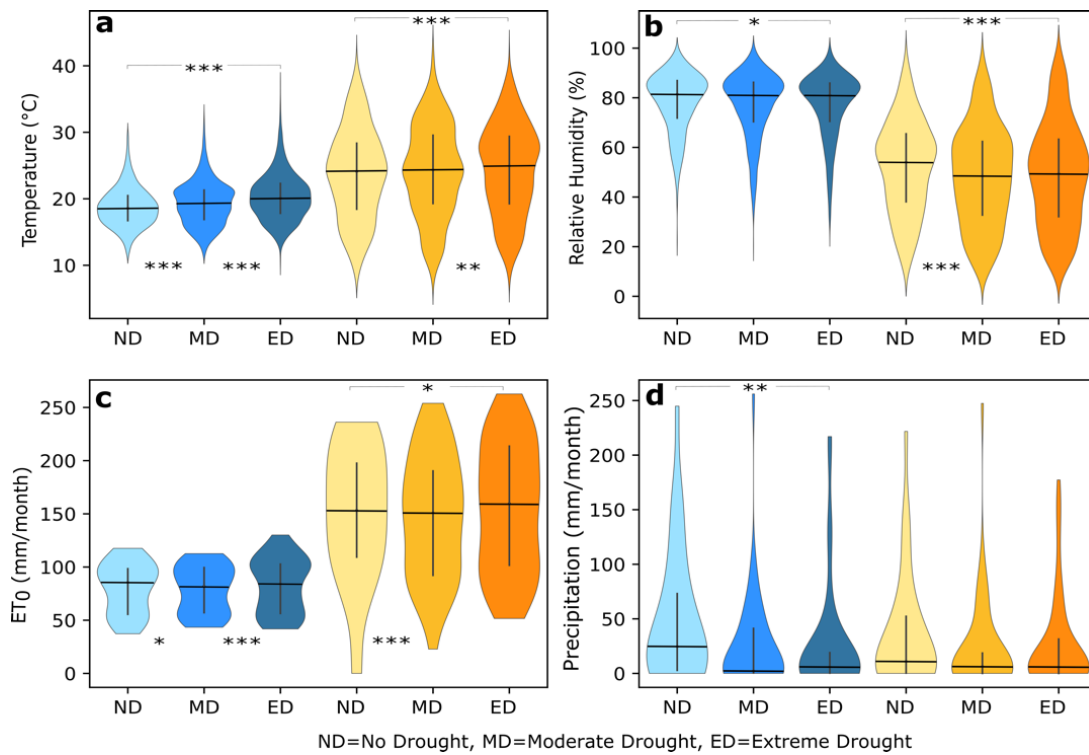 a
***
***
***
***
**
Temperature (°C)
40
30
20
10
ND MD ED ND MD ED
b
*
***
***
Relative Humidity (%)
100
80
60
40
20
0
ND MD ED ND MD ED
c
*
*
***
***
ET0 (mm/month)
250
200
150
100
50
0
ND MD ED ND MD ED
d
**
Precipitation (mm/month)
250
200
150
100
50
0
ND MD ED ND MD ED
ND=No Drought, MD=Moderate Drought, ED=Extreme Drought